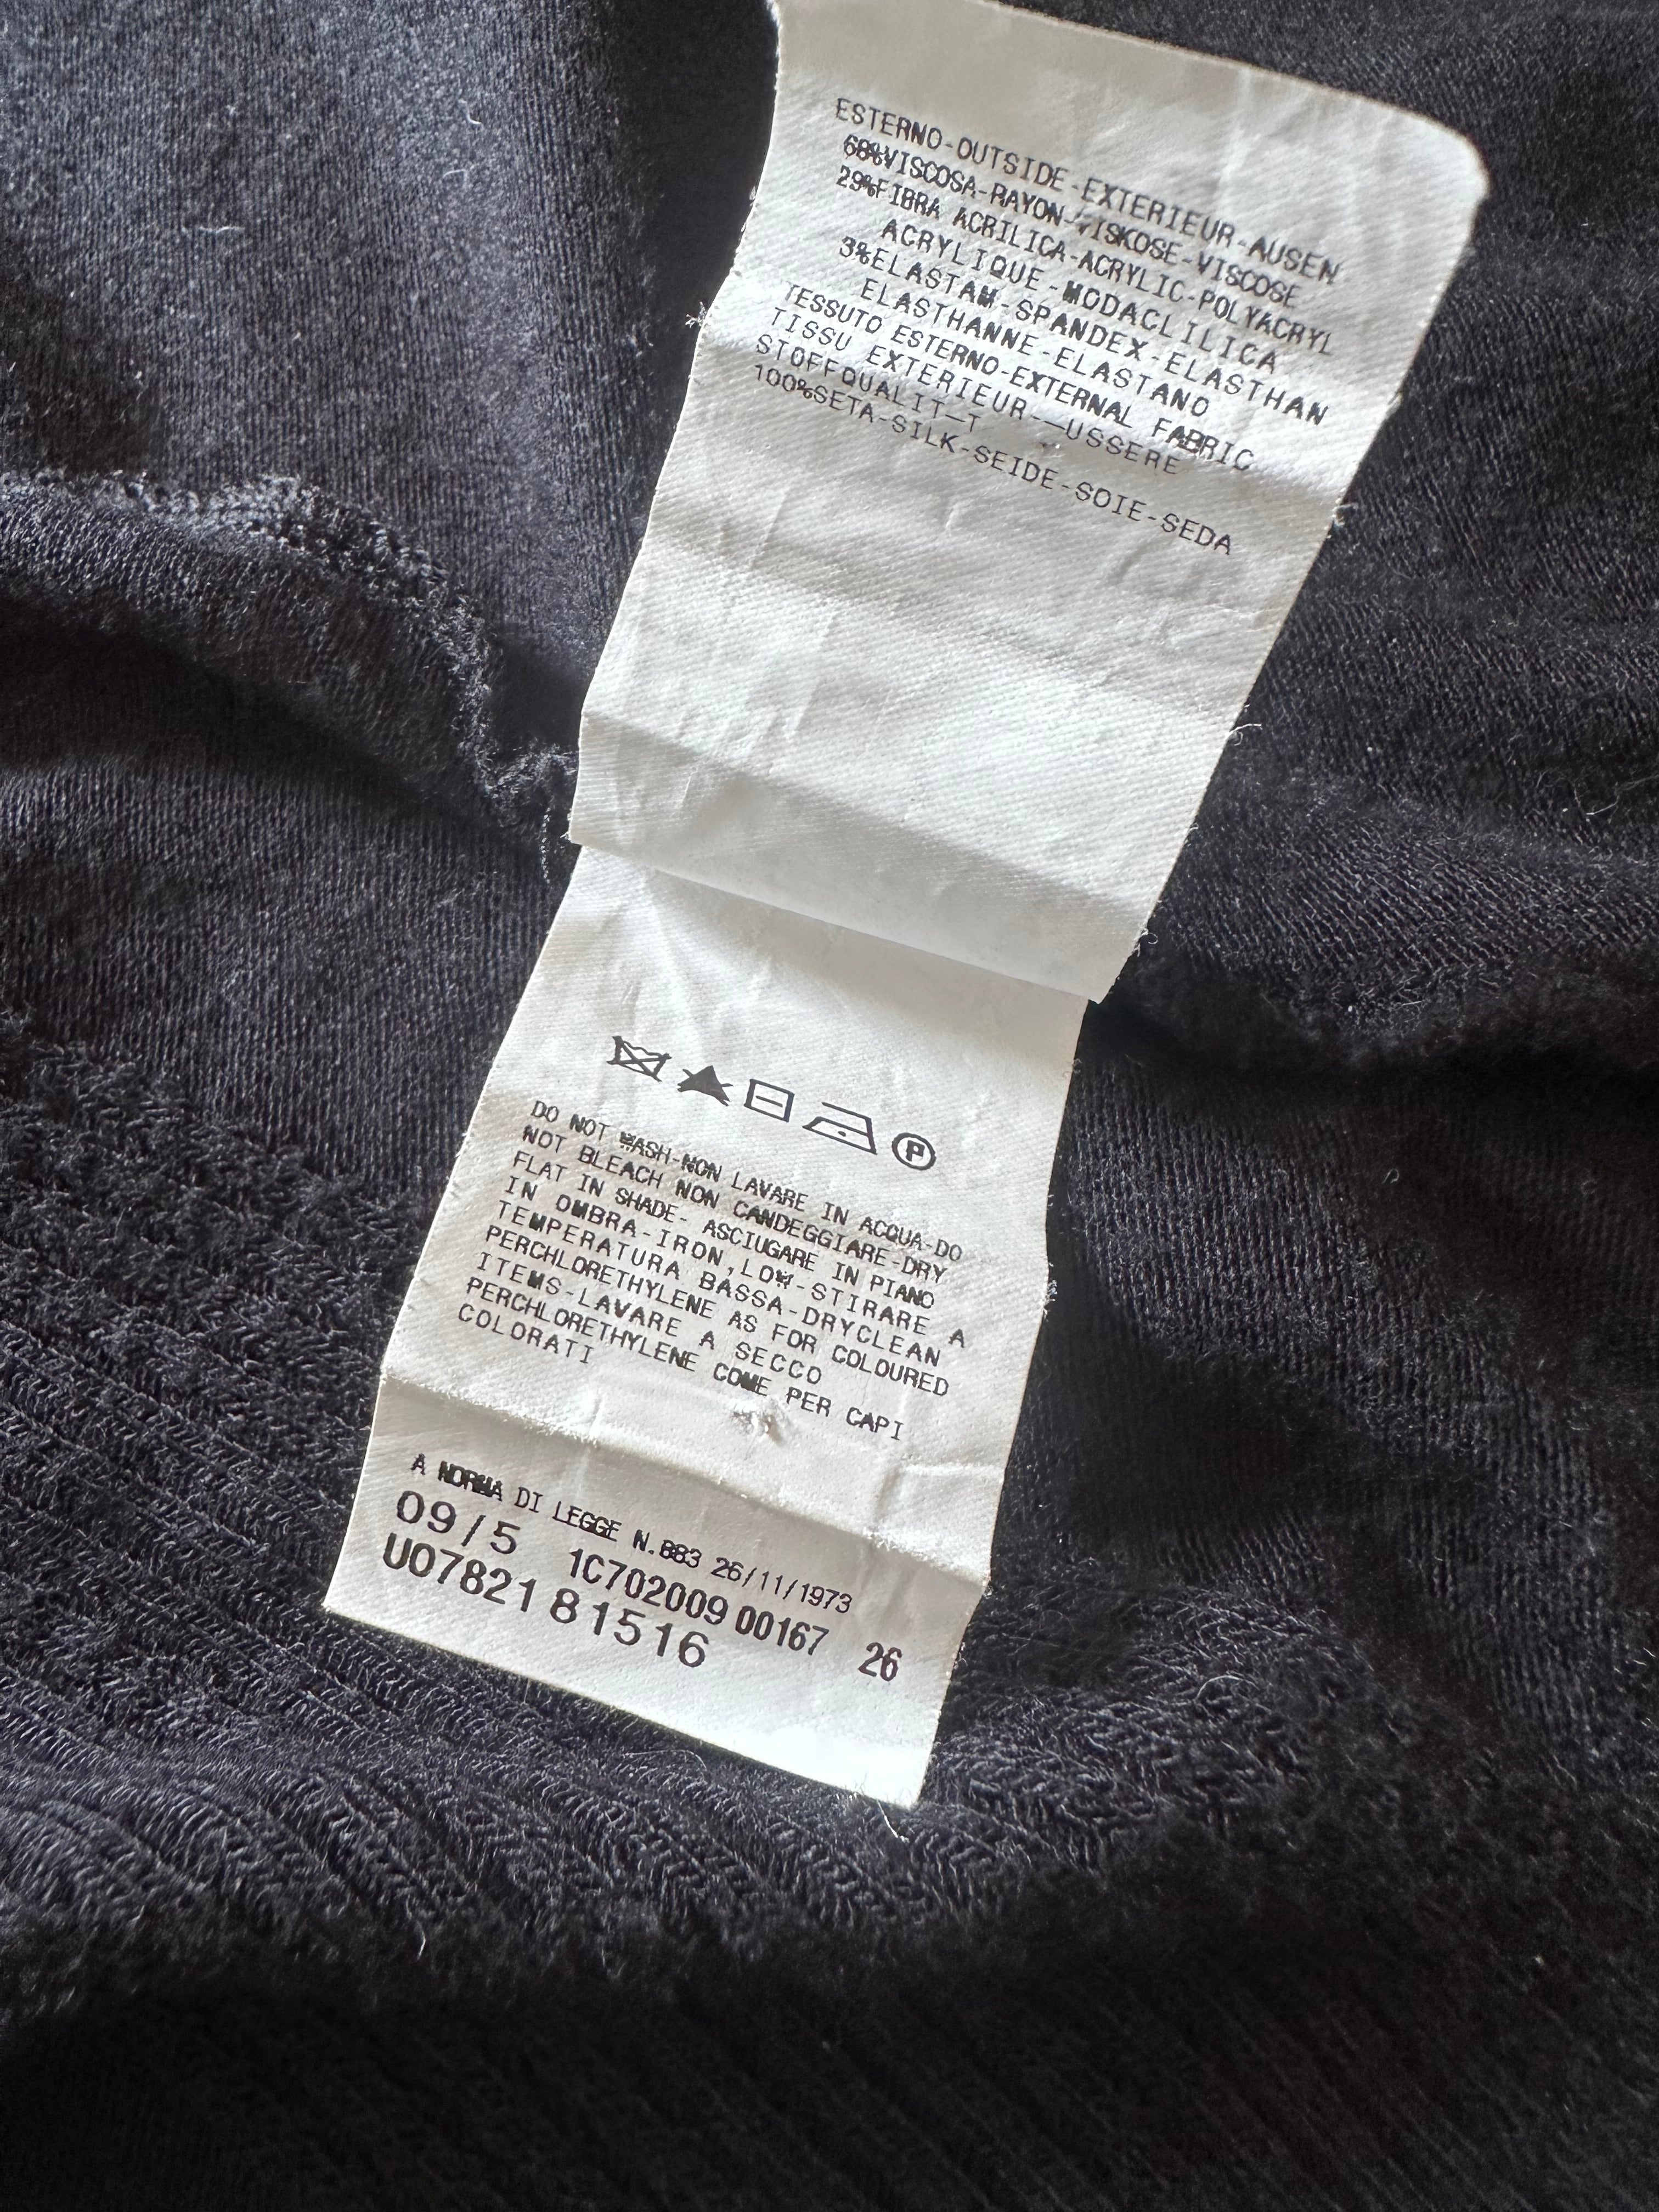 ESTERNO-OUTSIDE-EXTERIEUR-AUSEN
68%VISCOSA-RAYON-VISKOSE-VISCOSE
29%FIBRA ACRILICA-ACRYLIC-POLYACRYL
ACRYLIQUE-MODACLILICA
3%ELASTAM-SPANDEX-ELASTHAN
ELASTHANNE-ELASTANO
TESSUTO ESTERNO-EXTERNAL FABRIC
TISSU EXTERIEUR-—USSERE
STOFFQUALIT—T
100%SETA-SILK-SEIDE-SOIE-SEDA
P
DO NOT WASH-NON LAVARE IN ACQUA-DO
NOT BLEACH NON CANDEGGIARE-DRY
FLAT IN SHADE- ASCIUGARE IN PIANO
IN OMBRA-IRON,LOW-STIRARE A
TEMPERATURA BASSA-DRYCLEAN
PERCHLORETHYLENE AS FOR COLOURED
ITEMS-LAVARE A SECCO
PERCHLORETHYLENE COME PER CAPI
COLORATI
A NORMA DI LEGGE N.883 26/11/1973
09/5 1C702009 00167 26
U07821 81516